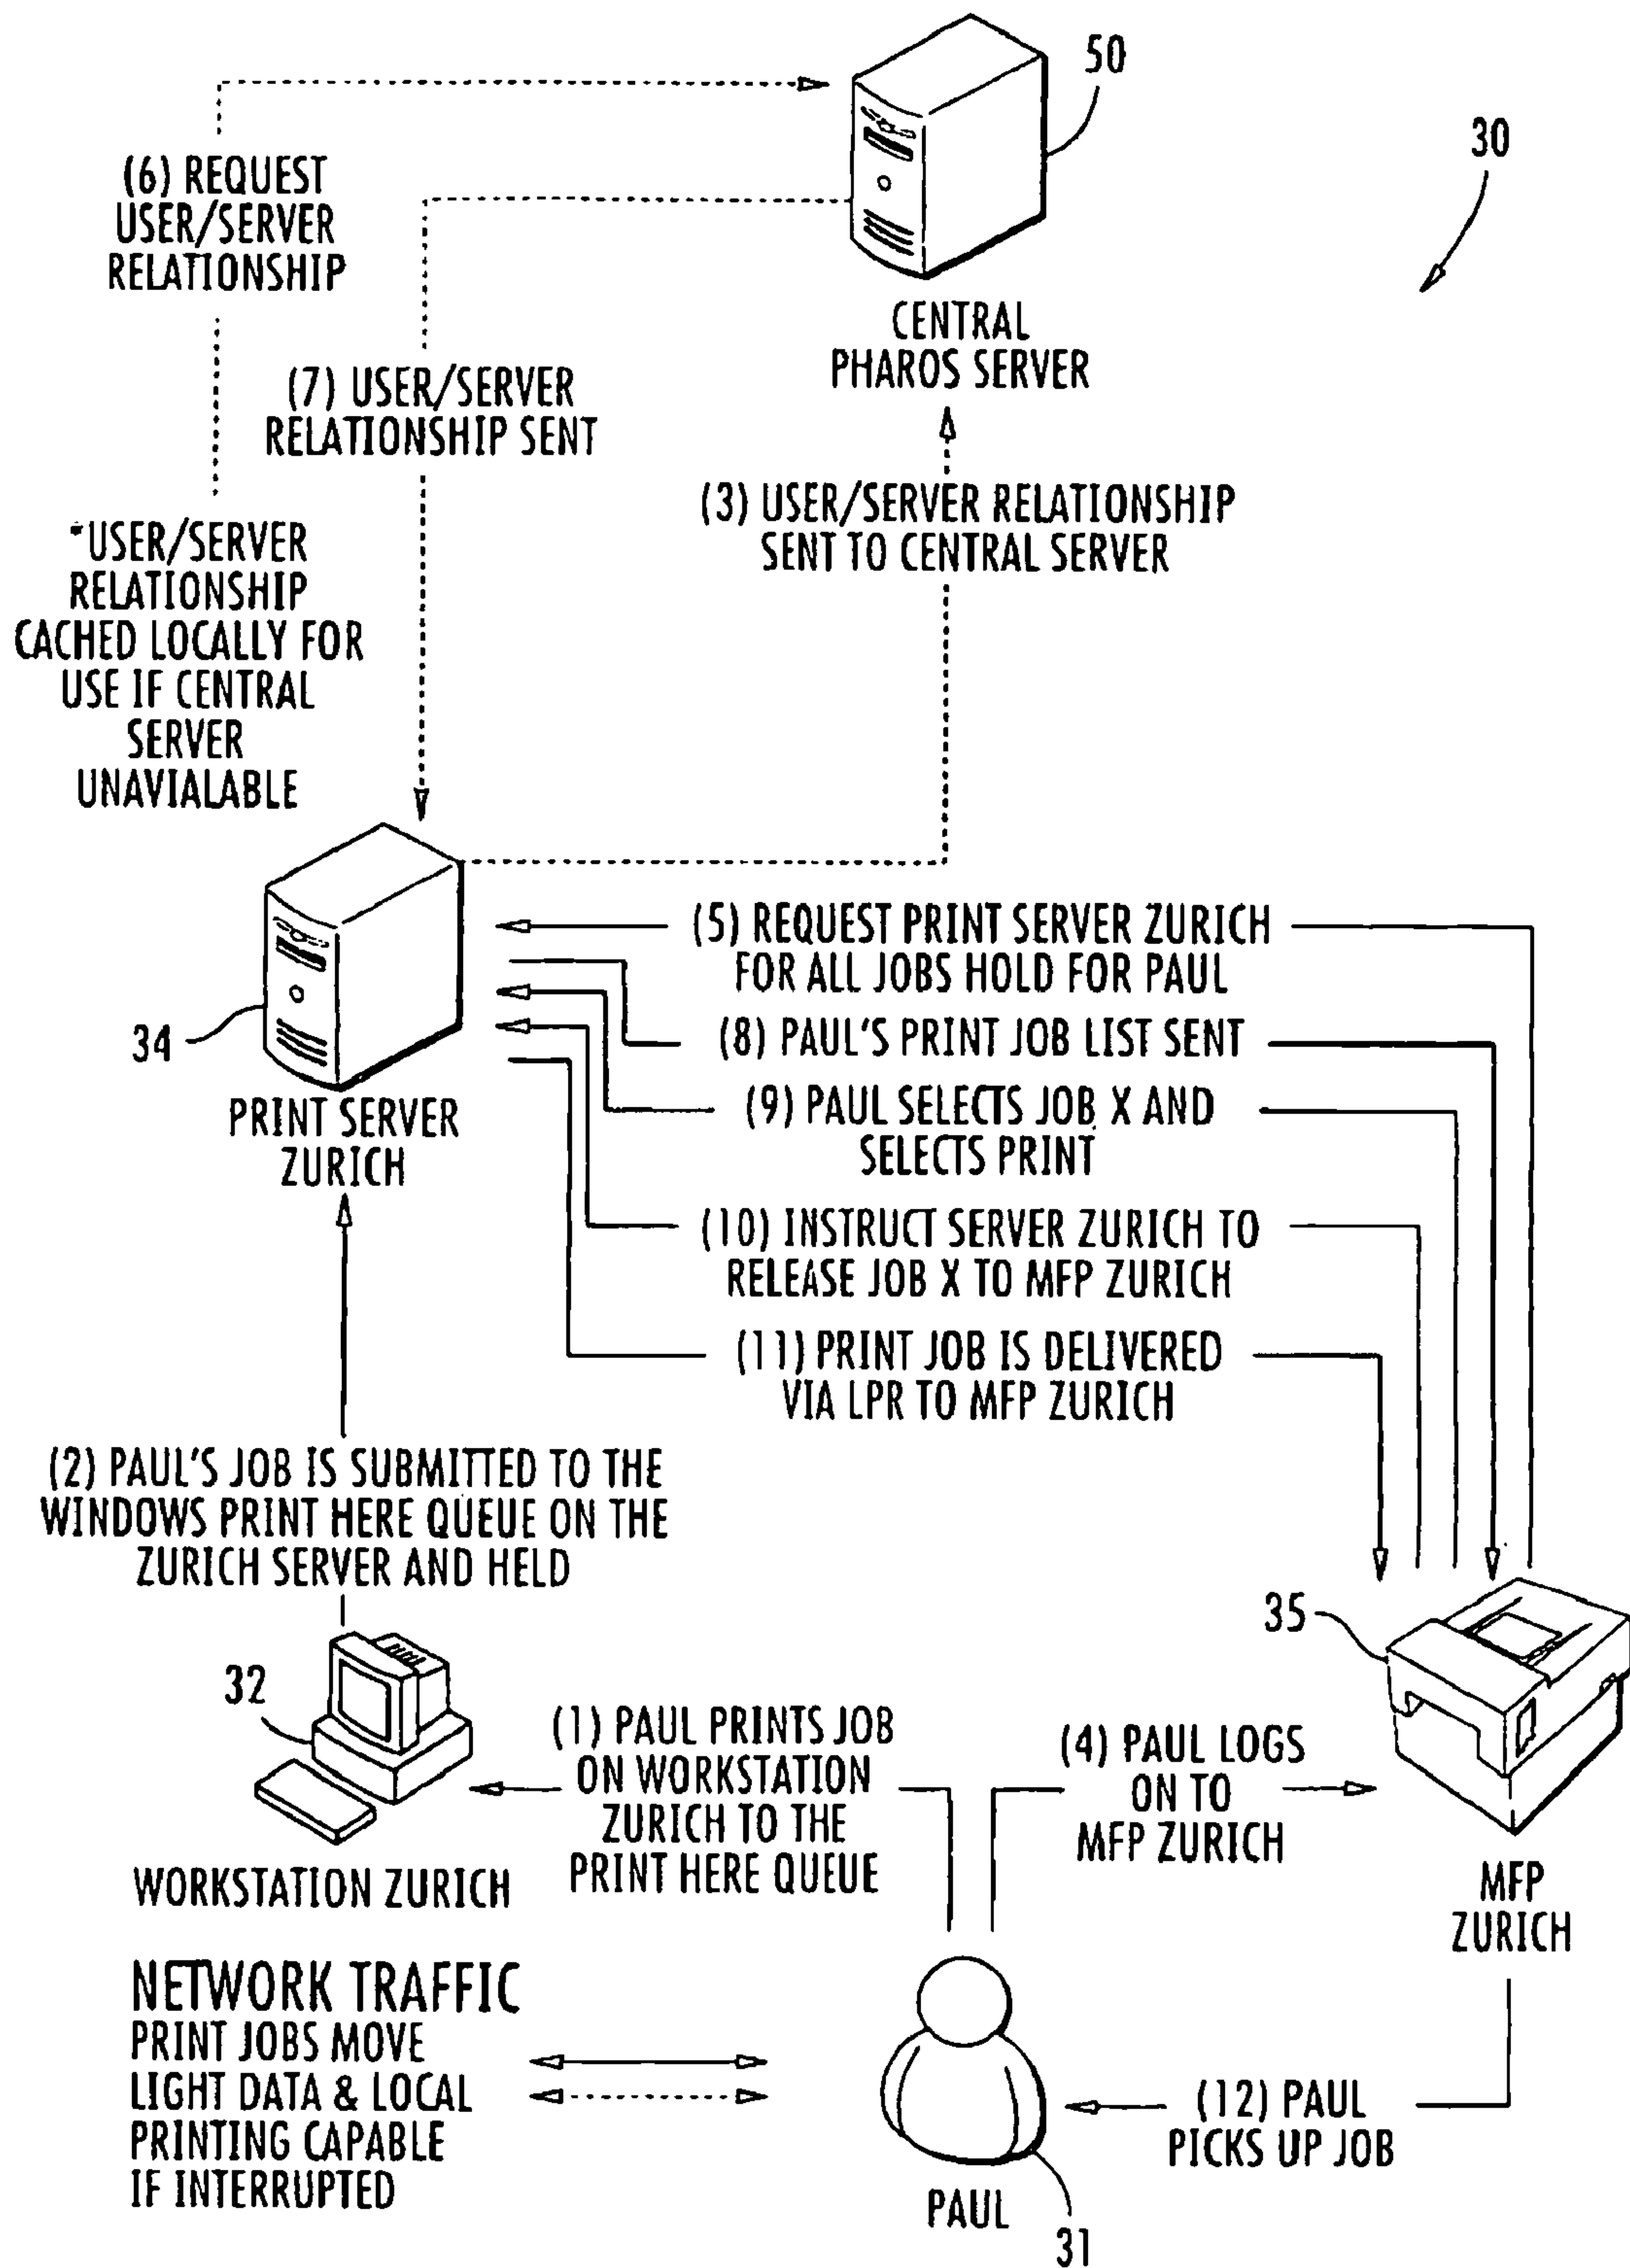 50
30
(6) REQUEST
USER/SERVER
RELATIONSHIP
CENTRAL
PHAROS SERVER
(7) USER/SERVER
RELATIONSHIP SENT
(3) USER/SERVER RELATIONSHIP
SENT TO CENTRAL SERVER
*USER/SERVER
RELATIONSHIP
CACHED LOCALLY FOR
USE IF CENTRAL
SERVER
UNAVIALABLE
34
PRINT SERVER
ZURICH
(5) REQUEST PRINT SERVER ZURICH
FOR ALL JOBS HOLD FOR PAUL
(8) PAUL'S PRINT JOB LIST SENT
(9) PAUL SELECTS JOB X AND
SELECTS PRINT
(10) INSTRUCT SERVER ZURICH TO
RELEASE JOB X TO MFP ZURICH
(11) PRINT JOB IS DELIVERED
VIA LPR TO MFP ZURICH
(2) PAUL'S JOB IS SUBMITTED TO THE
WINDOWS PRINT HERE QUEUE ON THE
ZURICH SERVER AND HELD
35
32
WORKSTATION ZURICH
(1) PAUL PRINTS JOB
ON WORKSTATION
ZURICH TO THE
PRINT HERE QUEUE
(4) PAUL LOGS
ON TO
MFP ZURICH
MFP
ZURICH
NETWORK TRAFFIC
PRINT JOBS MOVE
LIGHT DATA & LOCAL
PRINTING CAPABLE
IF INTERRUPTED
(12) PAUL
PICKS UP JOB
PAUL
31